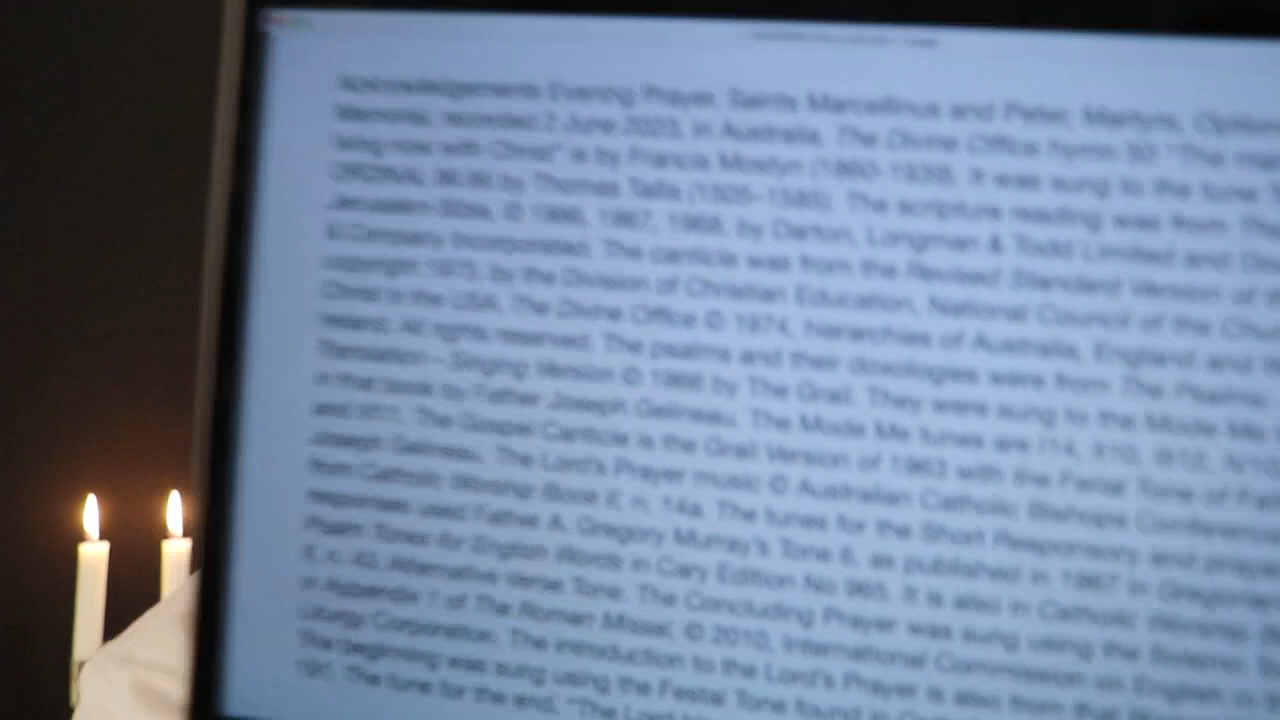 Acknowledgements Evening Prayer, Saints Marcellinus and Peter, Martyrs,
Memorial, recorded 2 June 2023, in Australia. The Divine Office hymn 50 "The
living now with Christ" is by Francis Mostyn (1860-1939). It was sung to the tune
ORDINAL 86.86 by Thomas Tallis (1505–1585). The scripture reading was from The
Jerusalem Bible, © 1966, 1967, 1968, by Darton, Longman & Todd Limited and
& Company Incorporated. The canticle was from the Revised Standard Version of
copyright 1973, by the Division of Christian Education, National Council of the
Christ in the USA. The Divine Office © 1974, hierarchies of Australia, England and
Ireland. All rights reserved. The psalms and their doxologies were from The Psalms:
Translation – Singing Version © 1966 by The Grail. They were sung to the Mode Me
in that book by Father Joseph Gelineau. The Mode Me tunes are
and The Gospel Canticle is the Grail Version of 1963 with the Ferial Tone of
Joseph Gelineau. The Lord's Prayer music © Australian Catholic Bishops Conference
from Catholic Worship Book II, n. 14a. The tunes for the Short Responsory and
responses used Father A. Gregory Murray's Tone 6, as published in 1967 in
Psalm Tones for English Words in Cary Edition No 965. It is also in Catholic Worship
II, n. 42, Alternative Verse Tone. The Concluding Prayer was sung using the Solemn
in Appendix 1 of The Roman Missal, © 2010, International Commission on English in
Liturgy Corporation. The introduction to the Lord's Prayer is also from that
The beginning was sung using the Festal Tone found in
The tune for the end, "The Lord